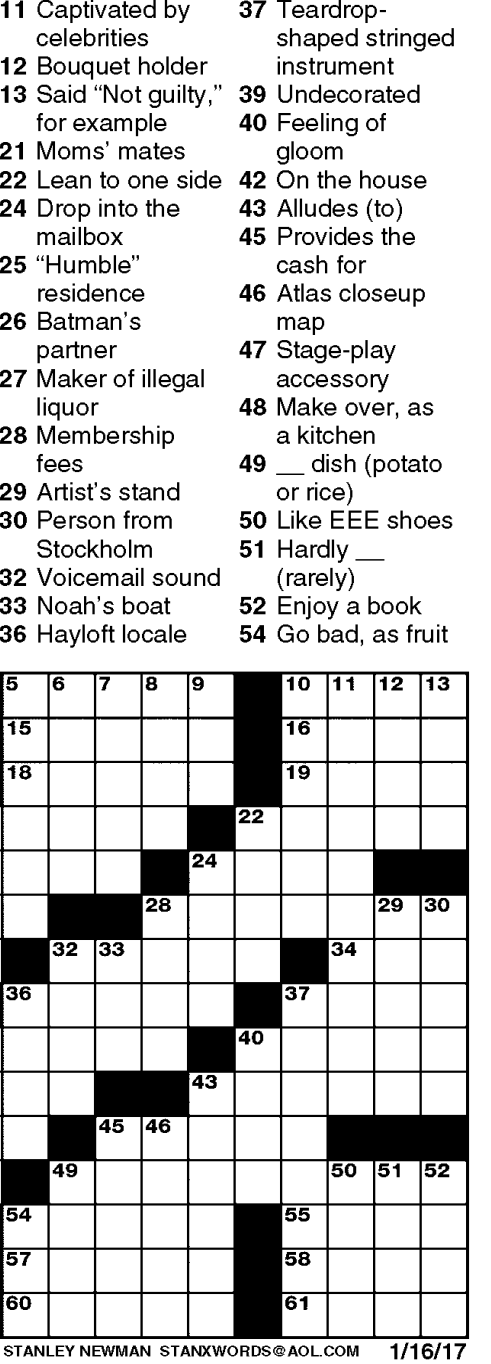 11 Captivated by
celebrities
12 Bouquet holder
13 Said “Not guilty,”
for example
21 Moms’ mates
22 Lean to one side
24 Drop into the
mailbox
25 “Humble”
residence
26 Batman’s
partner
27 Maker of illegal
liquor
28 Membership
fees
29 Artist’s stand
30 Person from
Stockholm
32 Voicemail sound
33 Noah’s boat
36 Hayloft locale
37 Teardrop-
shaped stringed
instrument
39 Undecorated
40 Feeling of
gloom
42 On the house
43 Alludes (to)
45 Provides the
cash for
46 Atlas closeup
map
47 Stage-play
accessory
48 Make over, as
a kitchen
49 __ dish (potato
or rice)
50 Like EEE shoes
51 Hardly __
(rarely)
52 Enjoy a book
54 Go bad, as fruit
5 6 7 8 9 10 11 12 13
15 16
18 19
22
24
28 29 30
32 33 34
36 37
40
43
45 46
49 50 51 52
54 55
57 58
60 61
STANLEY NEWMAN STANXWORDS@AOL.COM 1/16/17